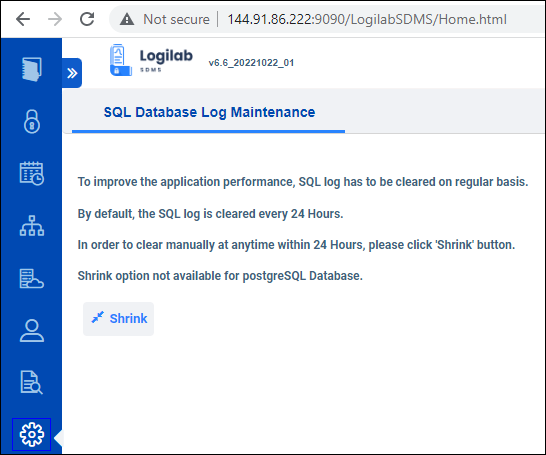 Not secure | 144.91.86.222:9090/LogilabSDMS/Home.html
Logilab
SDMS
v6.6_20221022_01
SQL Database Log Maintenance
To improve the application performance, SQL log has to be cleared on regular basis.
By default, the SQL log is cleared every 24 Hours.
In order to clear manually at anytime within 24 Hours, please click 'Shrink' button.
Shrink option not available for postgreSQL Database.
Shrink